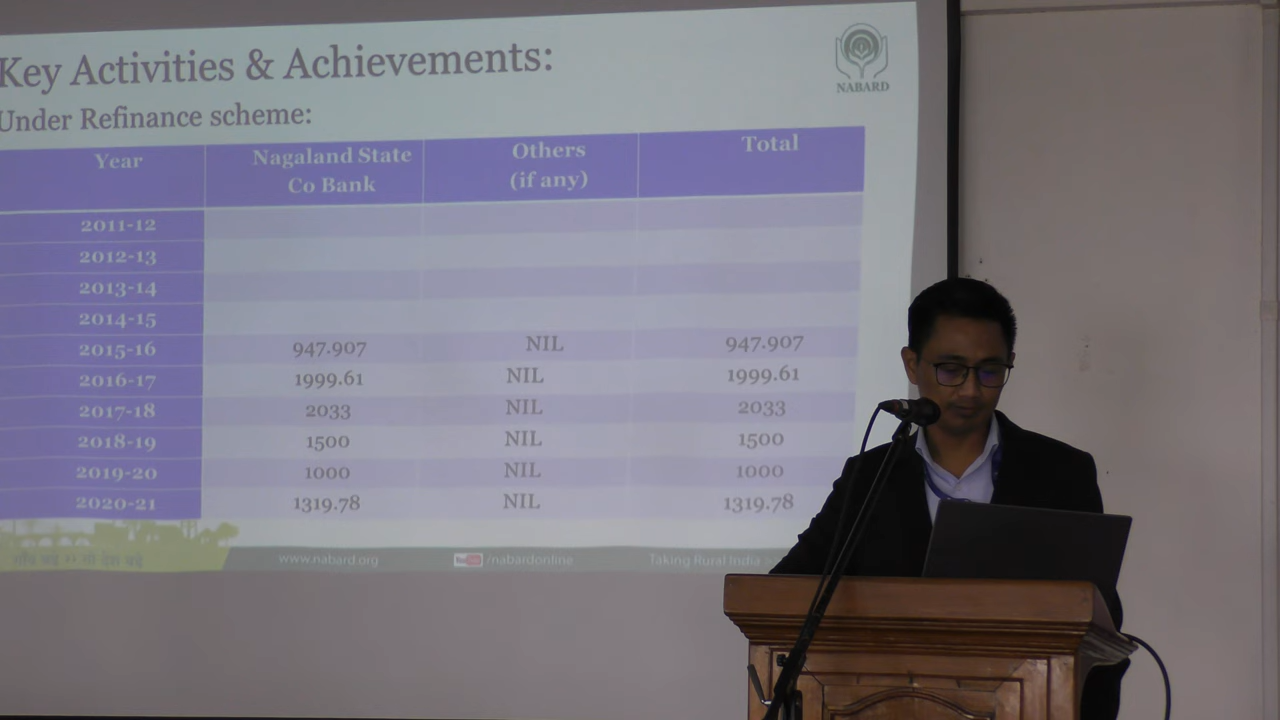 Key Activities & Achievements:
NABARD
Under Refinance scheme:
Year Nagaland State Co Bank Others (if any) Total
2011-12
2012-13
2013-14
2014-15
2015-16 947.907 NIL 947.907
2016-17 1999.61 NIL 1999.61
2017-18 2033 NIL 2033
2018-19 1500 NIL 1500
2019-20 1000 NIL 1000
2020-21 1319.78 NIL 1319.78
www.nabard.org /nabardonline Taking Rural India